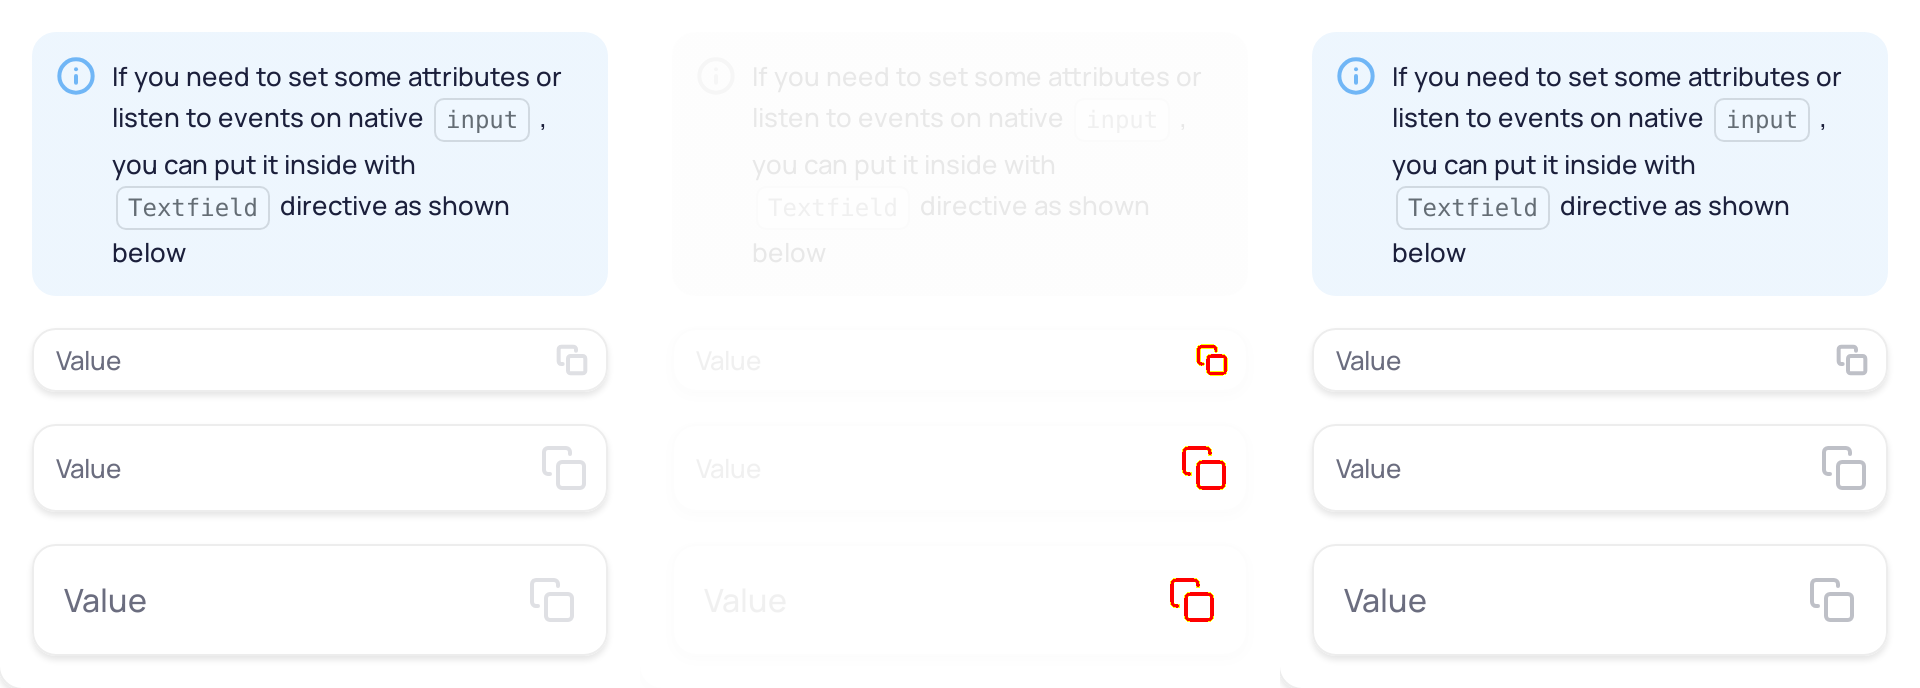 If you need to set some attributes or
listen to events on native input ,
you can put it inside with
Textfield directive as shown
below
Value
Value
Value
If you need to set some attributes or
listen to events on native input ,
you can put it inside with
Textfield directive as shown
below
Value
Value
Value
If you need to set some attributes or
listen to events on native input ,
you can put it inside with
Textfield directive as shown
below
Value
Value
Value